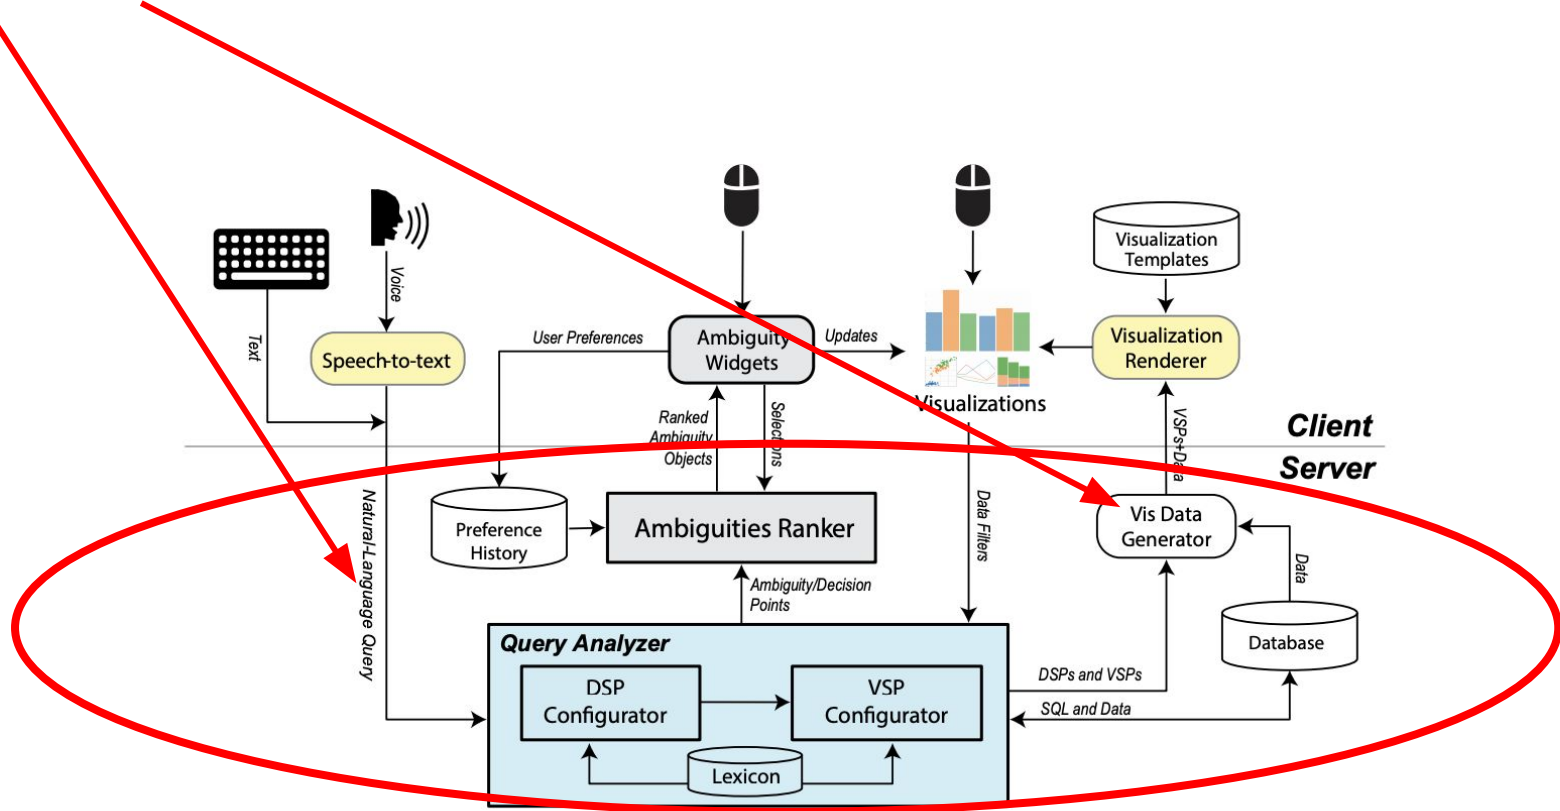 Voice
Text
Speech-to-text
User Preferences
Ambiguity
Widgets
Updates
Visualizations
Visualization
Templates
Visualization
Renderer
Ranked
Ambiguity
Objects
Selections
VSPs+Data
Client
Server
Natural-Language Query
Preference
History
Ambiguities Ranker
Data Filters
Vis Data
Generator
Data
Ambiguity/Decision
Points
Database
Query Analyzer
DSP
Configurator
VSP
Configurator
Lexicon
DSPs and VSPs
SQL and Data